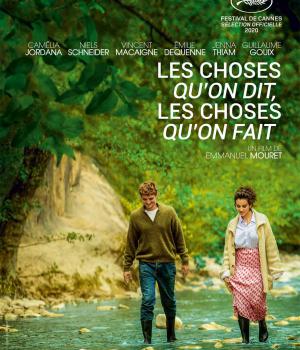 FESTIVAL DE CANNES
SÉLECTION OFFICIELLE
2020
CAMÉLIA JORDANA
NIELS SCHNEIDER
VINCENT MACAIGNE
ÉMILIE DEQUENNE
JENNA THIAM
GUILLAUME GOUIX
LES CHOSES
QU'ON DIT,
LES CHOSES
QU'ON FAIT
UN FILM DE
EMMANUEL MOURET